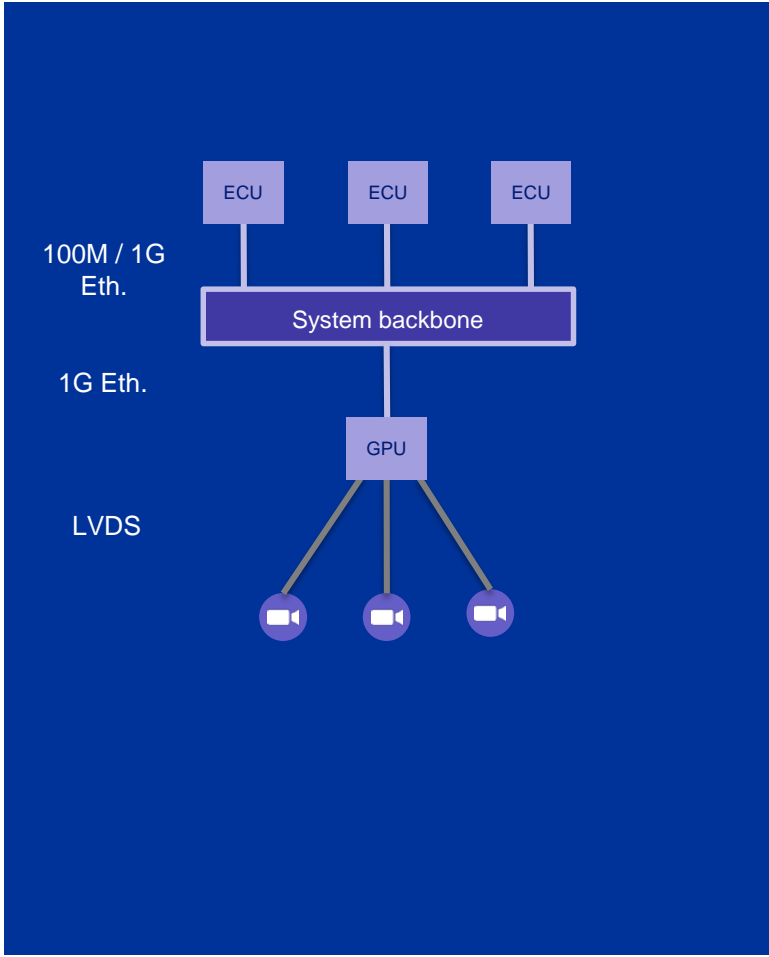 ECU ECU ECU
100M / 1G
Eth.
System backbone
1G Eth.
GPU
LVDS